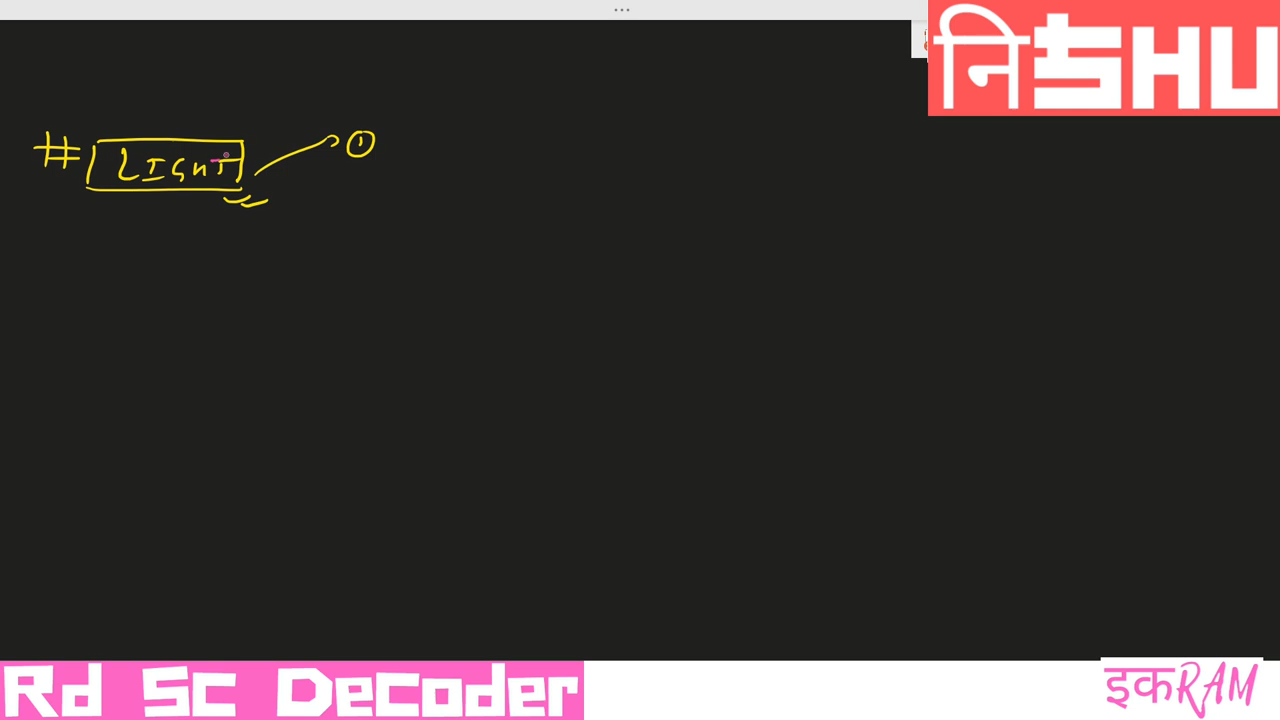 ...
निSHU
# LIGHT ①
Rd SC DeCoder
इकRAM